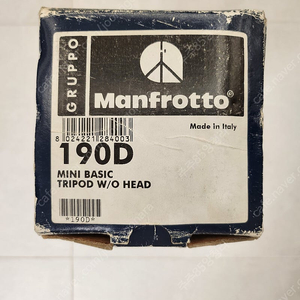 GRUPPO
Manfrotto
Made in Italy
8 024221 284003
190D
MINI BASIC
TRIPOD W/O HEAD
*190D*